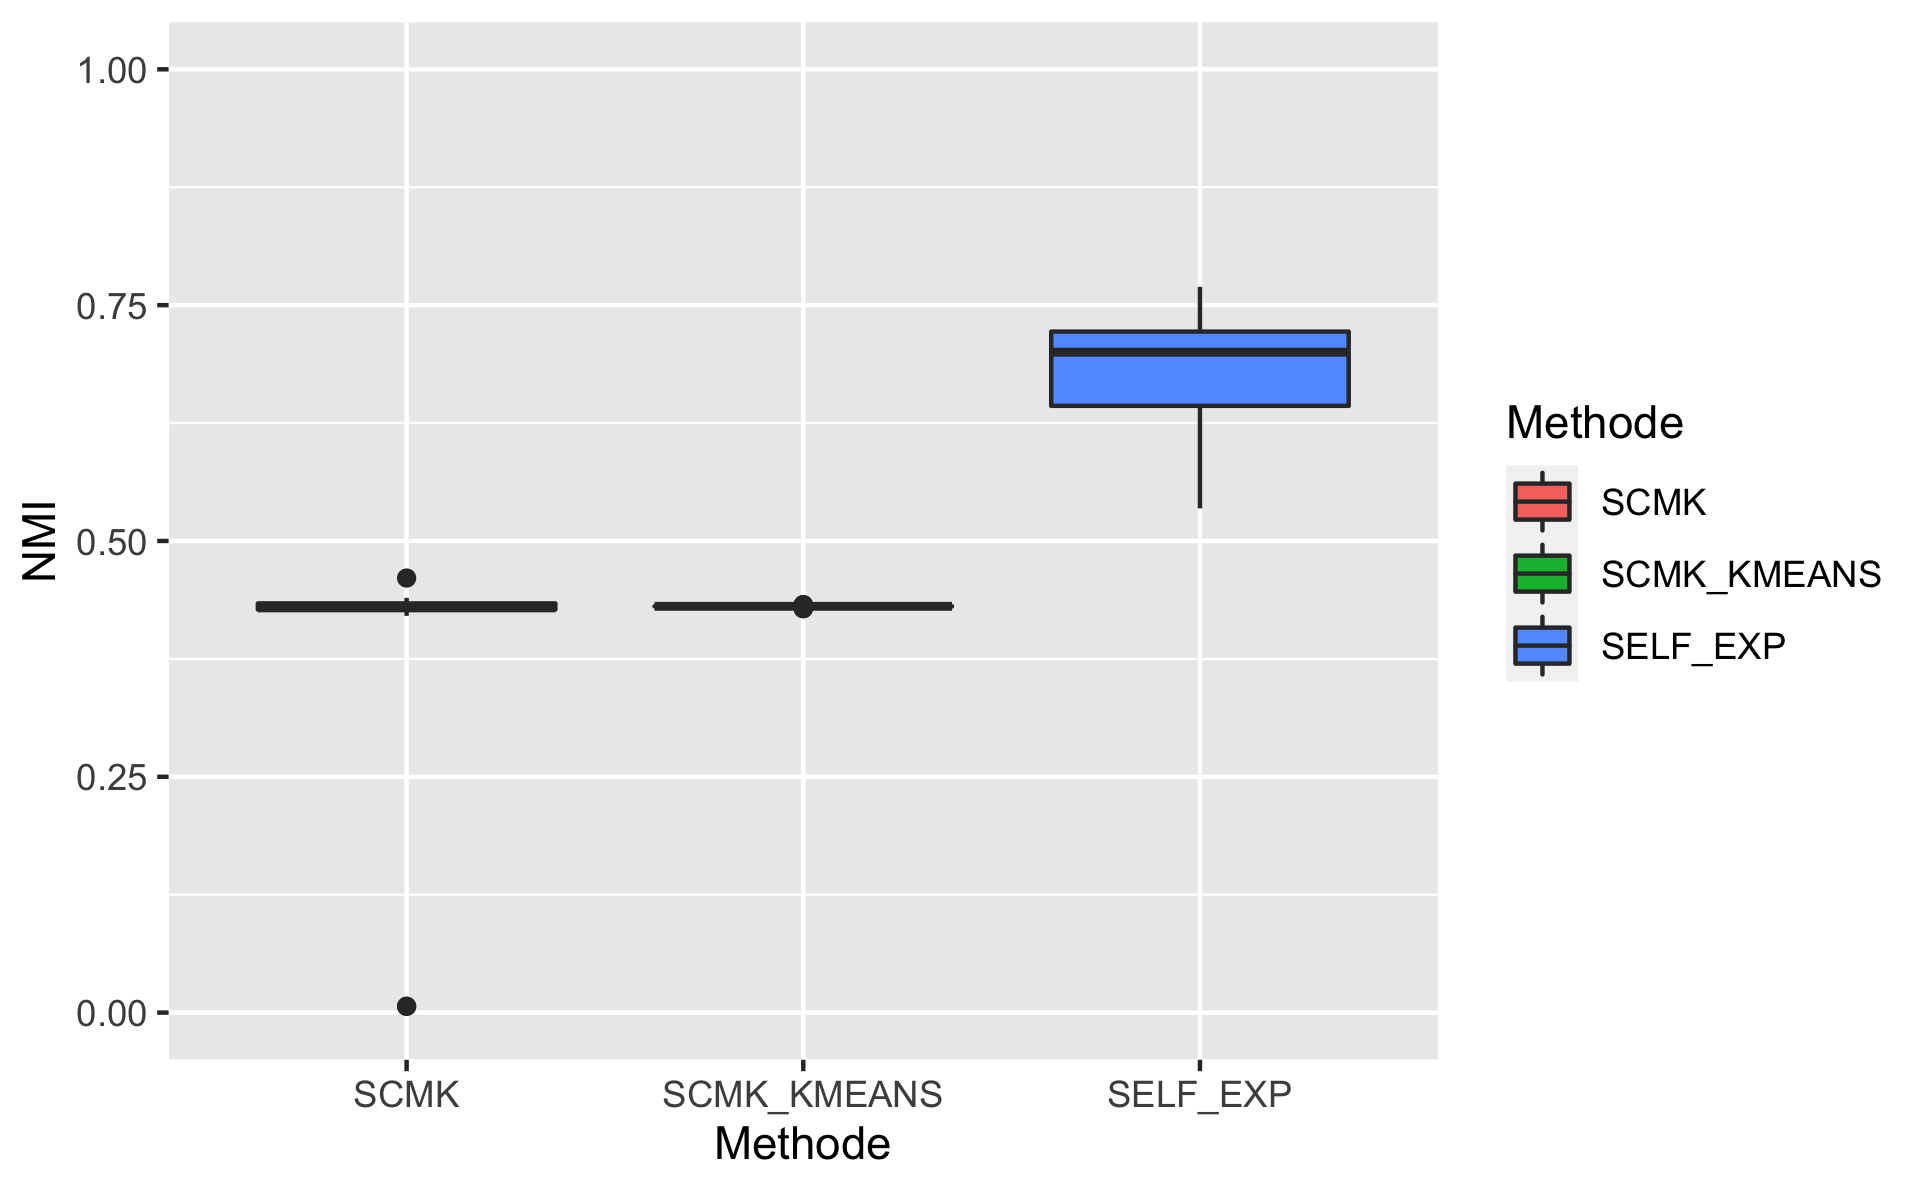 NMI
1.00
0.75
0.50
0.25
0.00
SCMK
SCMK_KMEANS
SELF_EXP
Methode
Methode
SCMK
SCMK_KMEANS
SELF_EXP